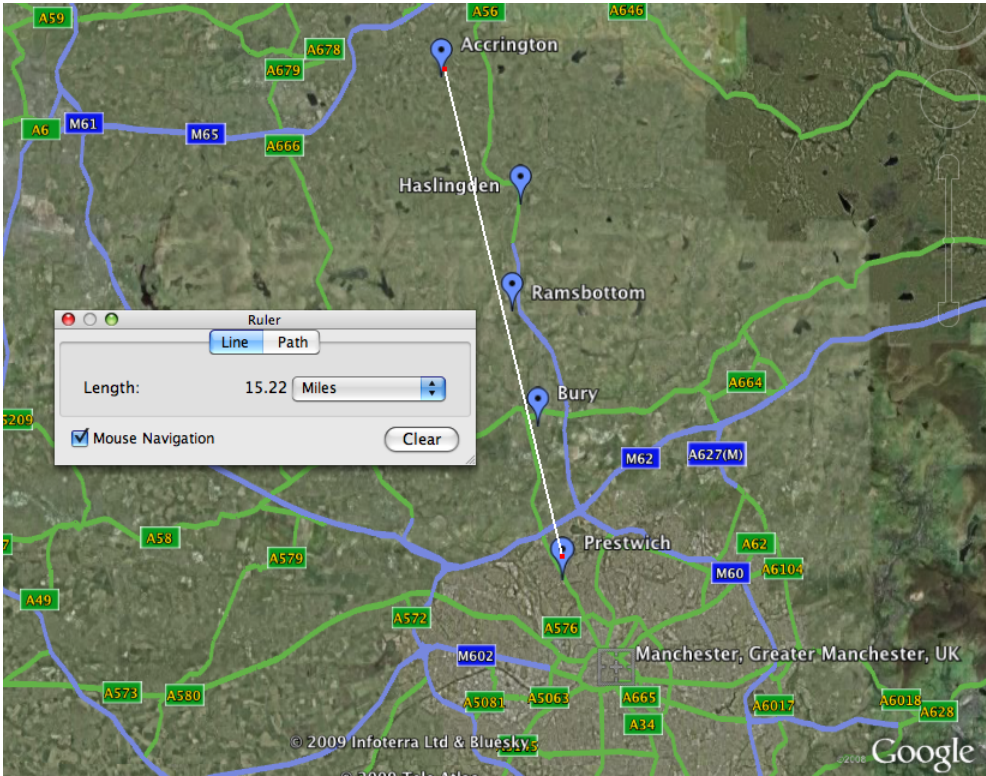 A59
A56
A646
Accrington
A678
A679
A6
M61
M65
A666
Haslingden
Ramsbottom
Ruler
Line Path
Length: 15.22 Miles
Mouse Navigation
Clear
A664
Bury
M62
A627(M)
A58
A579
Prestwich
A62
A6104
M60
A49
A572
A576
M602
Manchester, Greater Manchester, UK
A573
A580
A5081
A5063
A665
A6017
A6018
A628
A34
© 2009 Infoterra Ltd & Bluesky
©2008 Google